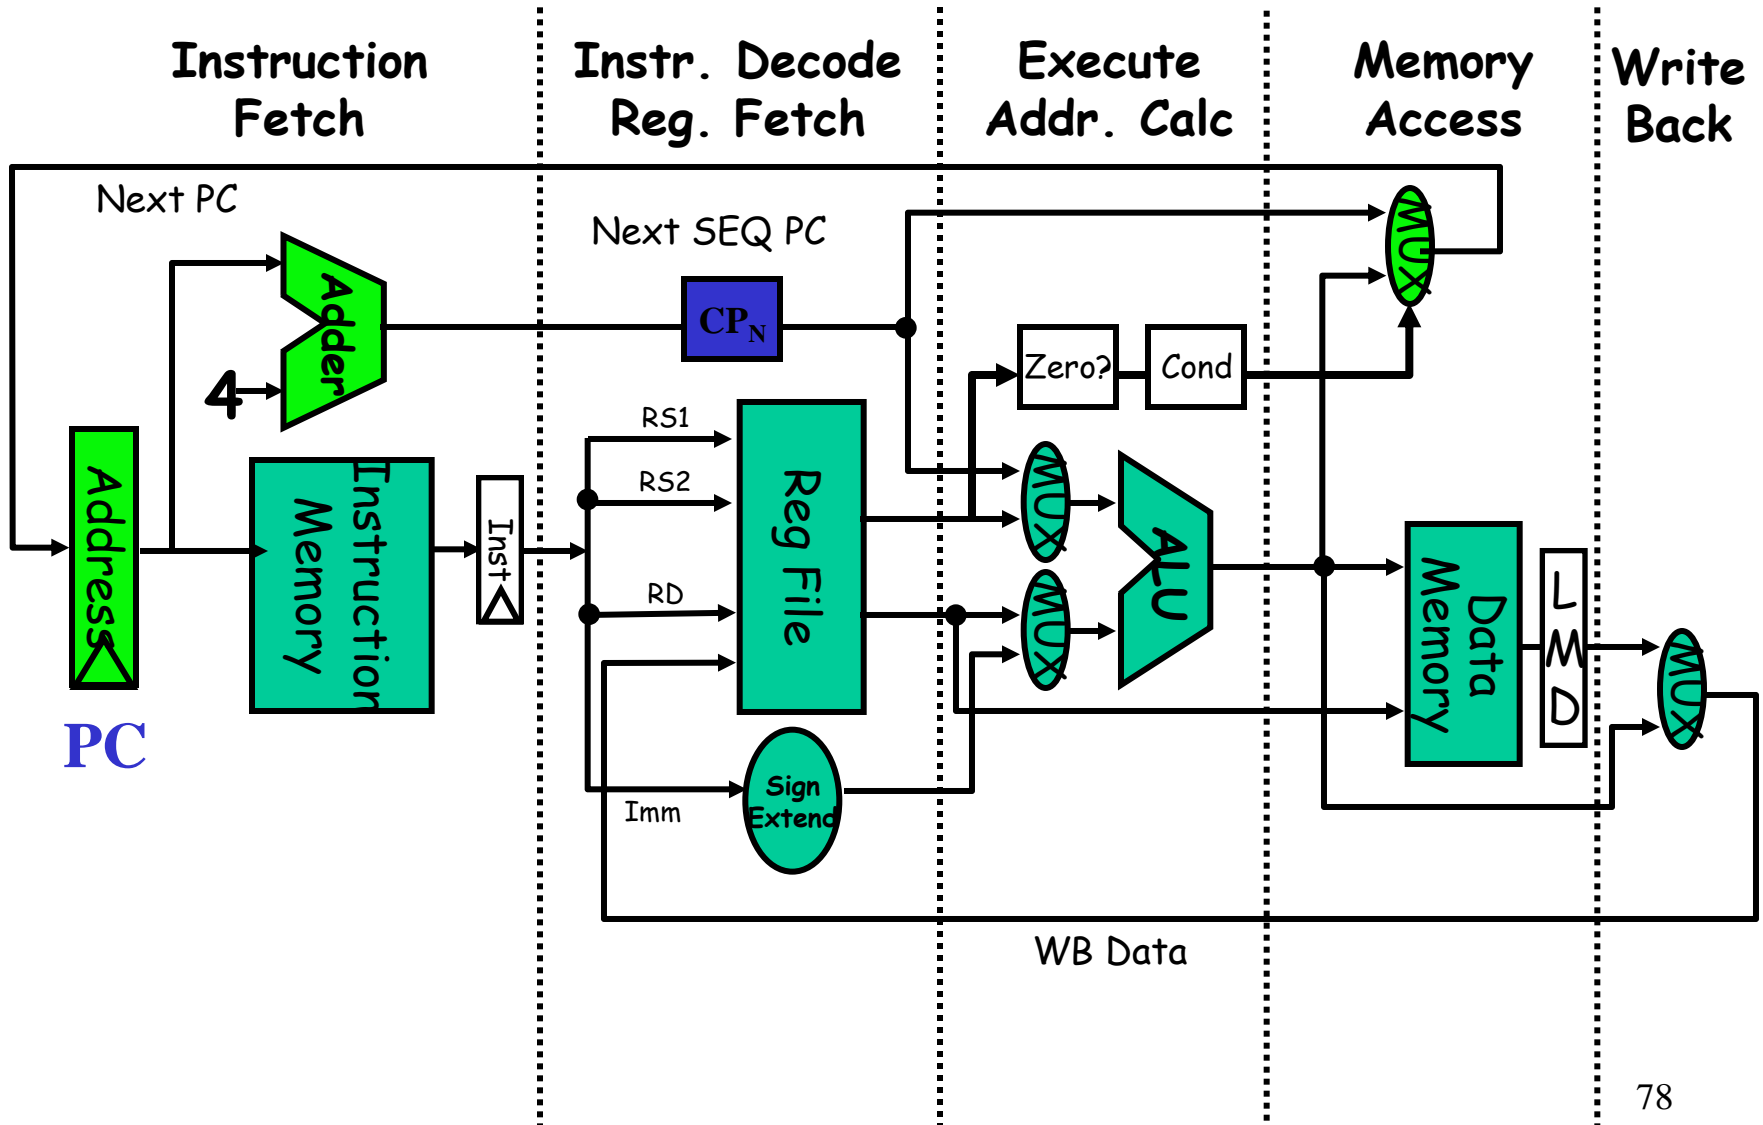 Instruction
Fetch
Instr. Decode
Reg. Fetch
Execute
Addr. Calc
Memory
Access
Write
Back
Next PC
Next SEQ PC
MUX
Adder
CPN
4
Zero?
Cond
RS1
RS2
RD
Imm
Address
PC
Instruction
Memory
Inst
Reg File
Sign
Extend
MUX
MUX
ALU
Data
Memory
L
M
D
MUX
WB Data
78